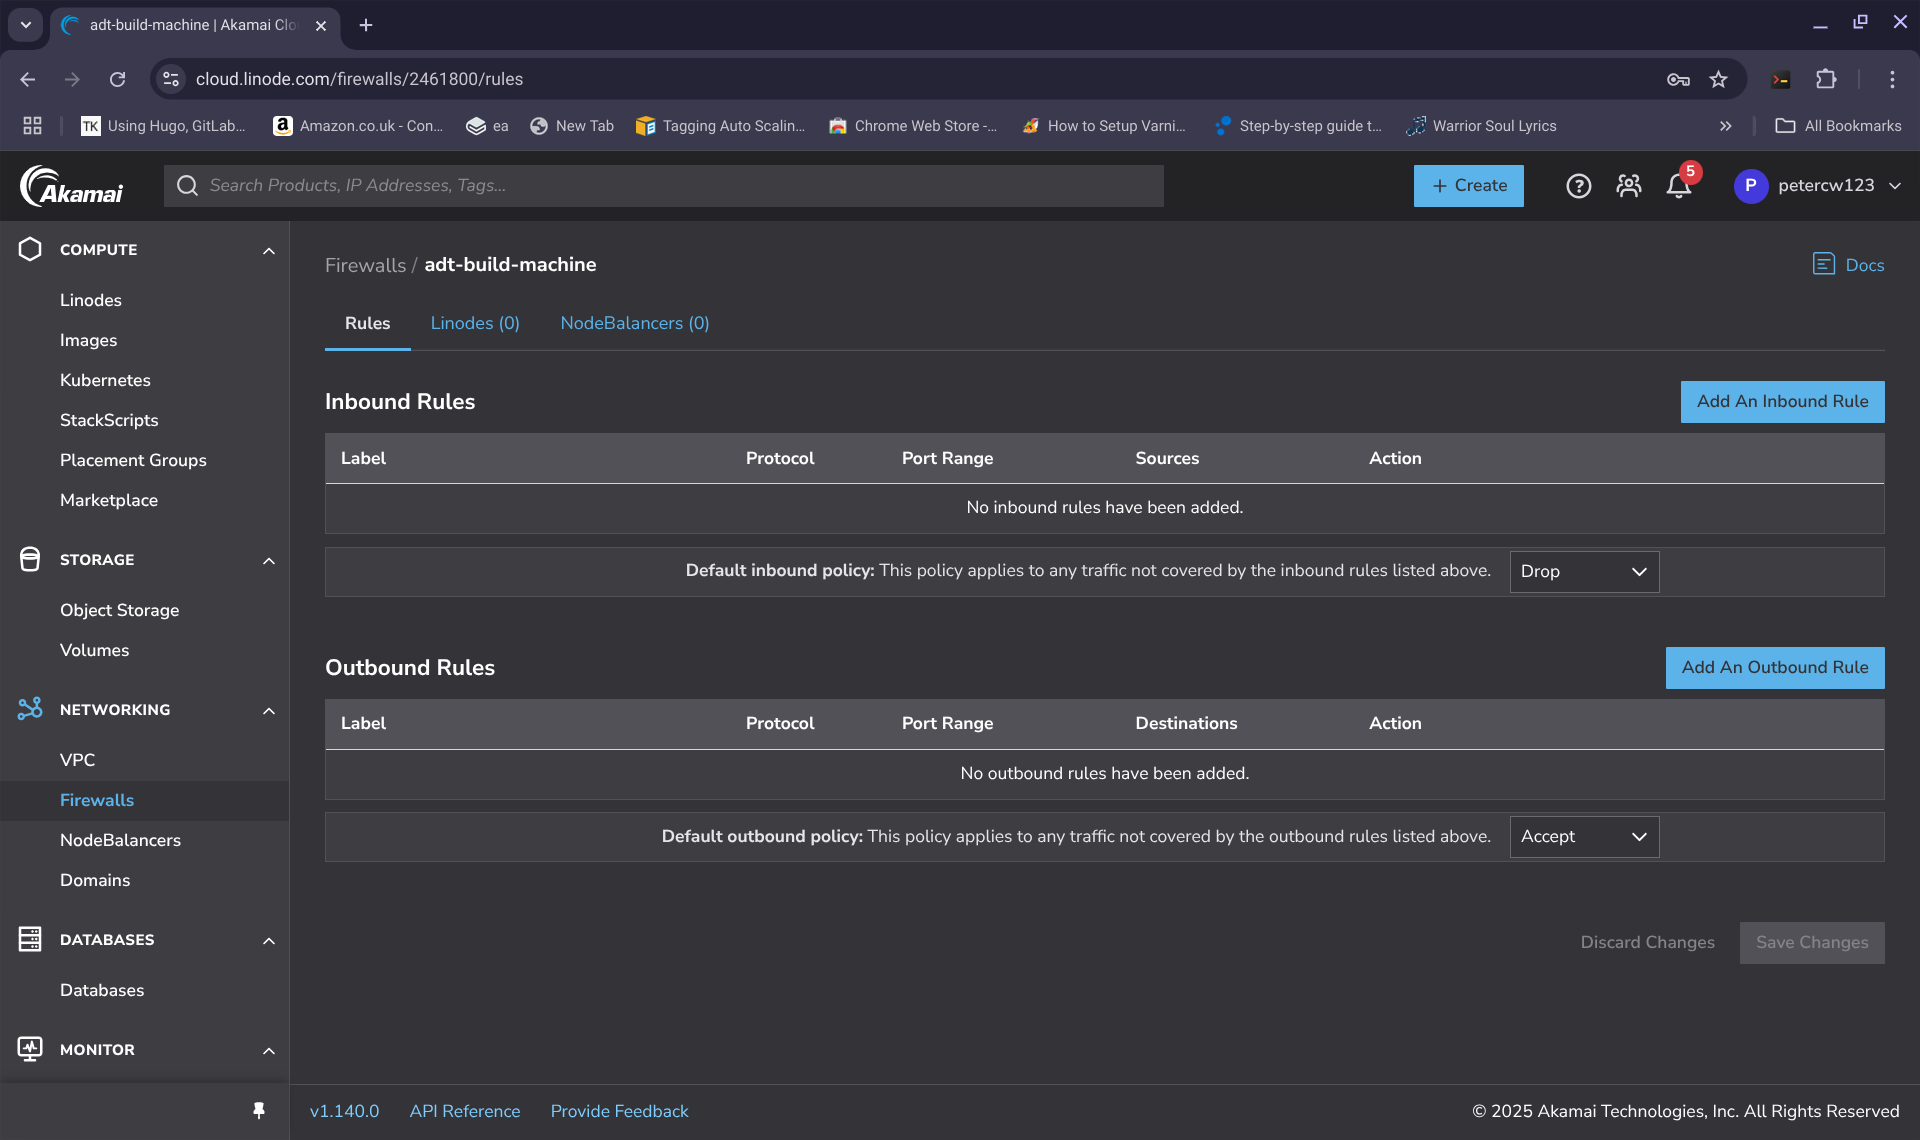 adt-build-machine | Akamai Clo
cloud.linode.com/firewalls/2461800/rules
TK Using Hugo, GitLab...
a Amazon.co.uk - Con...
ea
New Tab
Tagging Auto Scalin...
Chrome Web Store -...
How to Setup Varni...
Step-by-step guide t...
Warrior Soul Lyrics
All Bookmarks
Akamai
Search Products, IP Addresses, Tags...
+ Create
5
P petercw123
COMPUTE
Linodes
Images
Kubernetes
StackScripts
Placement Groups
Marketplace
STORAGE
Object Storage
Volumes
NETWORKING
VPC
Firewalls
NodeBalancers
Domains
DATABASES
Databases
MONITOR
Firewalls / adt-build-machine
Docs
Rules Linodes (0) NodeBalancers (0)
Inbound Rules
Add An Inbound Rule
Label Protocol Port Range Sources Action
No inbound rules have been added.
Default inbound policy: This policy applies to any traffic not covered by the inbound rules listed above. Drop
Outbound Rules
Add An Outbound Rule
Label Protocol Port Range Destinations Action
No outbound rules have been added.
Default outbound policy: This policy applies to any traffic not covered by the outbound rules listed above. Accept
Discard Changes Save Changes
v1.140.0 API Reference Provide Feedback
© 2025 Akamai Technologies, Inc. All Rights Reserved